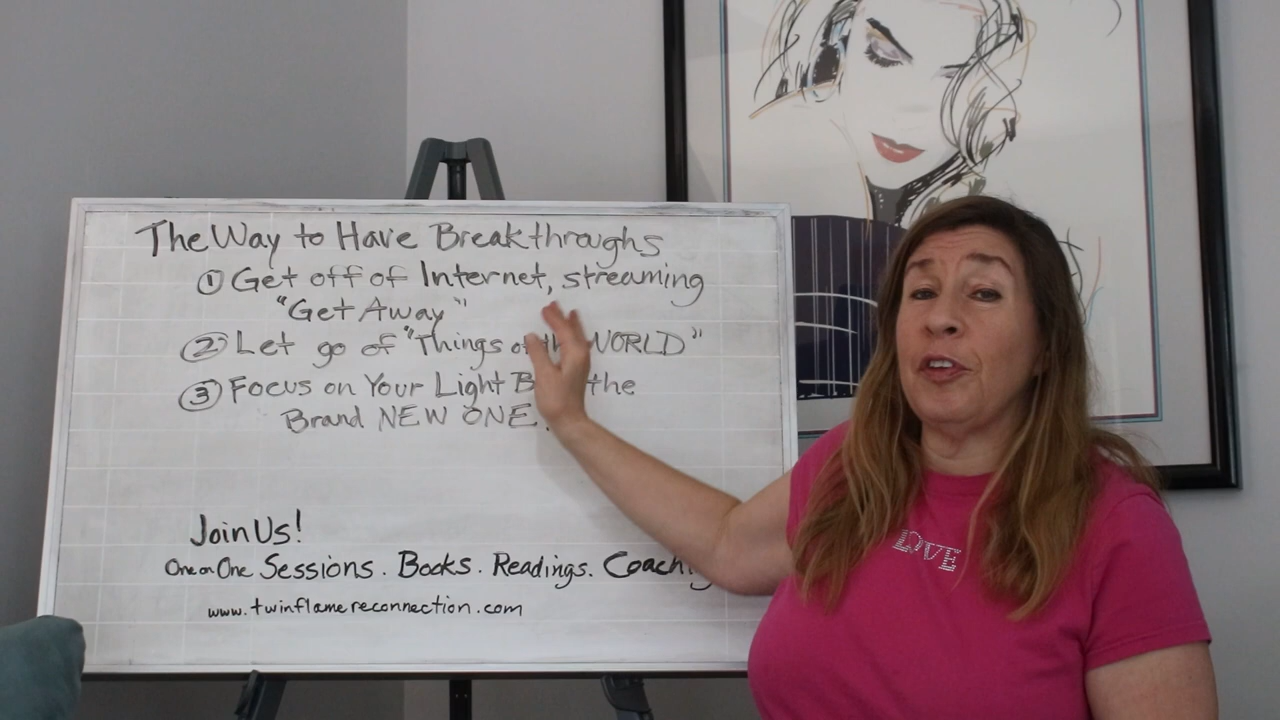 The Way to Have Breakthroughs
① Get off of Internet, streaming
"Get Away"
② Let go of "Things of the WORLD"
③ Focus on Your Light B the
Brand NEW ONE.
Join Us!
One on One Sessions. Books. Readings. Coaching
www.twinflamereconnection.com
LOVE